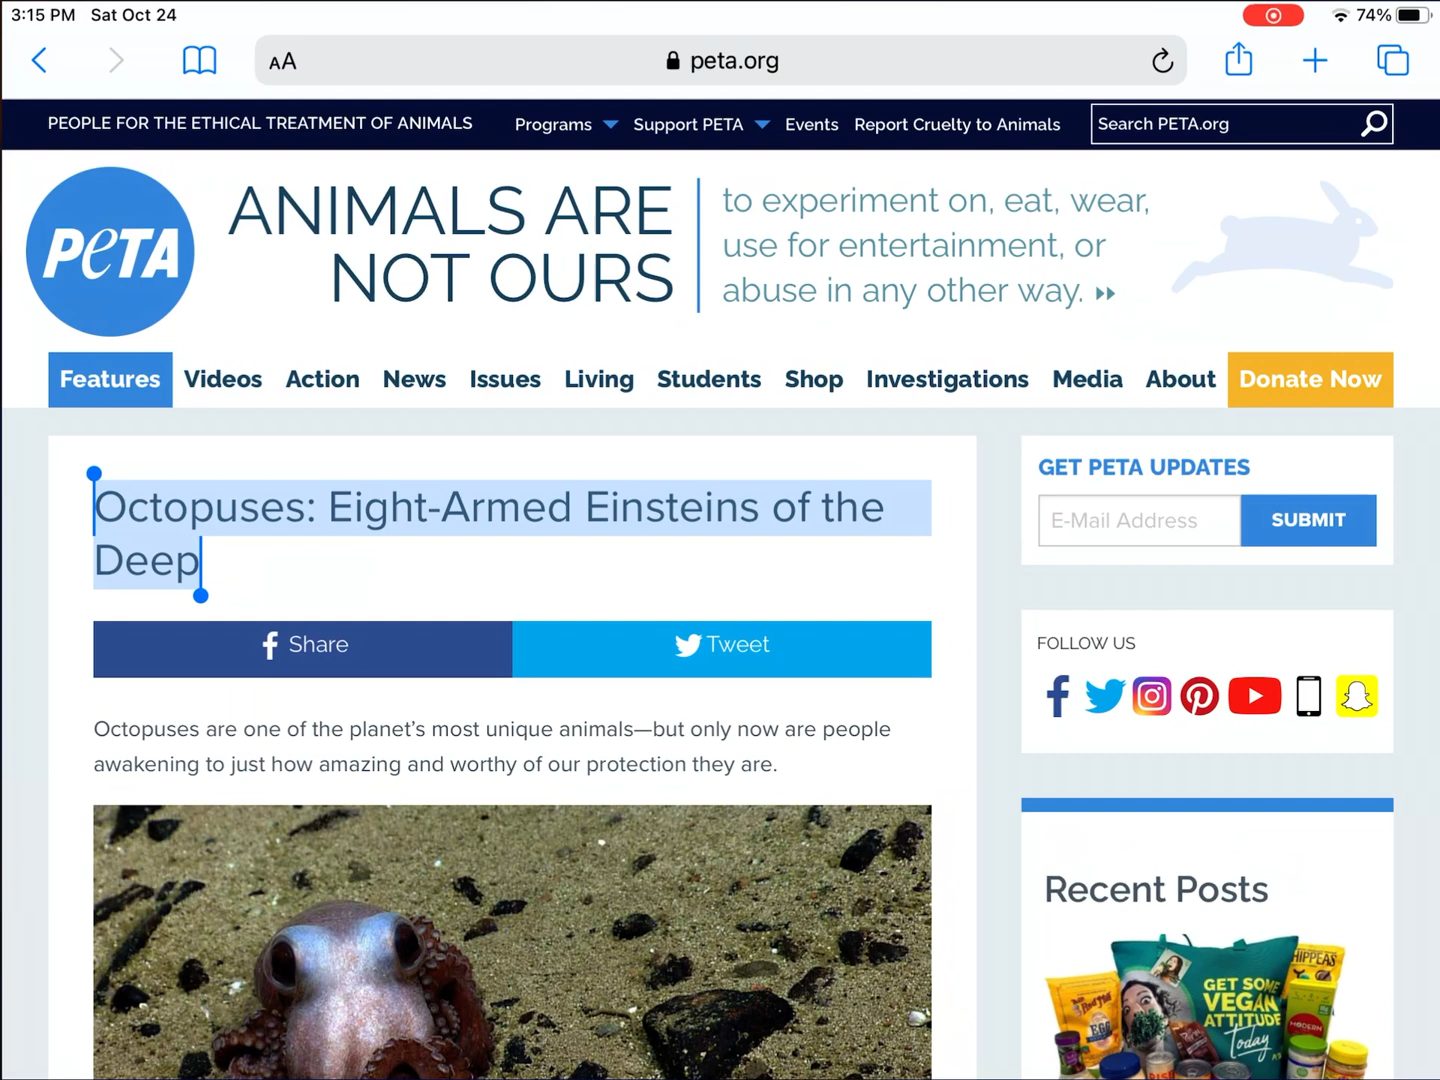 3:15 PM Sat Oct 24 74%
AA peta.org
PEOPLE FOR THE ETHICAL TREATMENT OF ANIMALS Programs Support PETA Events Report Cruelty to Animals Search PETA.org
PeTA
ANIMALS ARE
NOT OURS
to experiment on, eat, wear,
use for entertainment, or
abuse in any other way.
Features Videos Action News Issues Living Students Shop Investigations Media About Donate Now
Octopuses: Eight-Armed Einsteins of the
Deep
Share Tweet
Octopuses are one of the planet’s most unique animals—but only now are people
awakening to just how amazing and worthy of our protection they are.
GET PETA UPDATES
E-Mail Address SUBMIT
FOLLOW US
Recent Posts
HIPPEAS
GET SOME
VEGAN
ATTITUDE
Today
MODERN